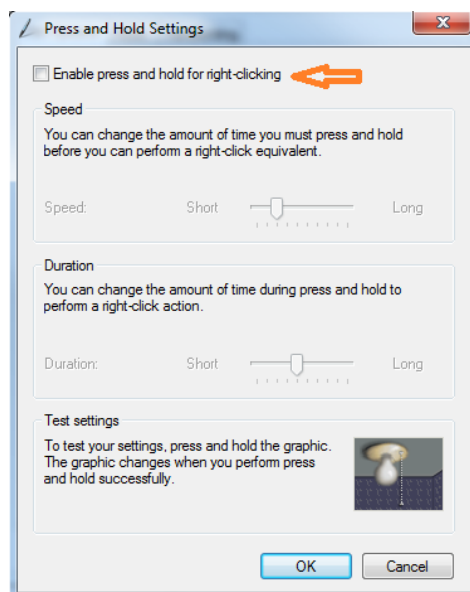 Press and Hold Settings
Enable press and hold for right-clicking
Speed
You can change the amount of time you must press and hold
before you can perform a right-click equivalent.
Speed: Short Long
Duration
You can change the amount of time during press and hold to
perform a right-click action.
Duration: Short Long
Test settings
To test your settings, press and hold the graphic.
The graphic changes when you perform press
and hold successfully.
OK Cancel